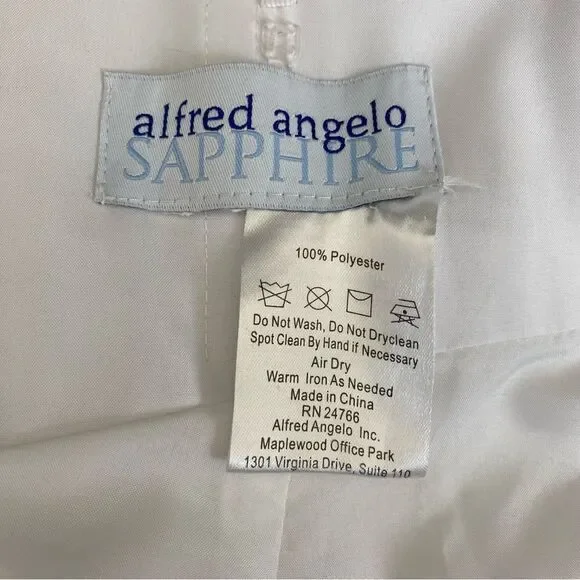 alfred angelo
SAPPHIRE
100% Polyester
Do Not Wash, Do Not Dryclean
Spot Clean By Hand if Necessary
Air Dry
Warm Iron As Needed
Made in China
RN 24766
Alfred Angelo Inc.
Maplewood Office Park
1301 Virginia Drive, Suite 110